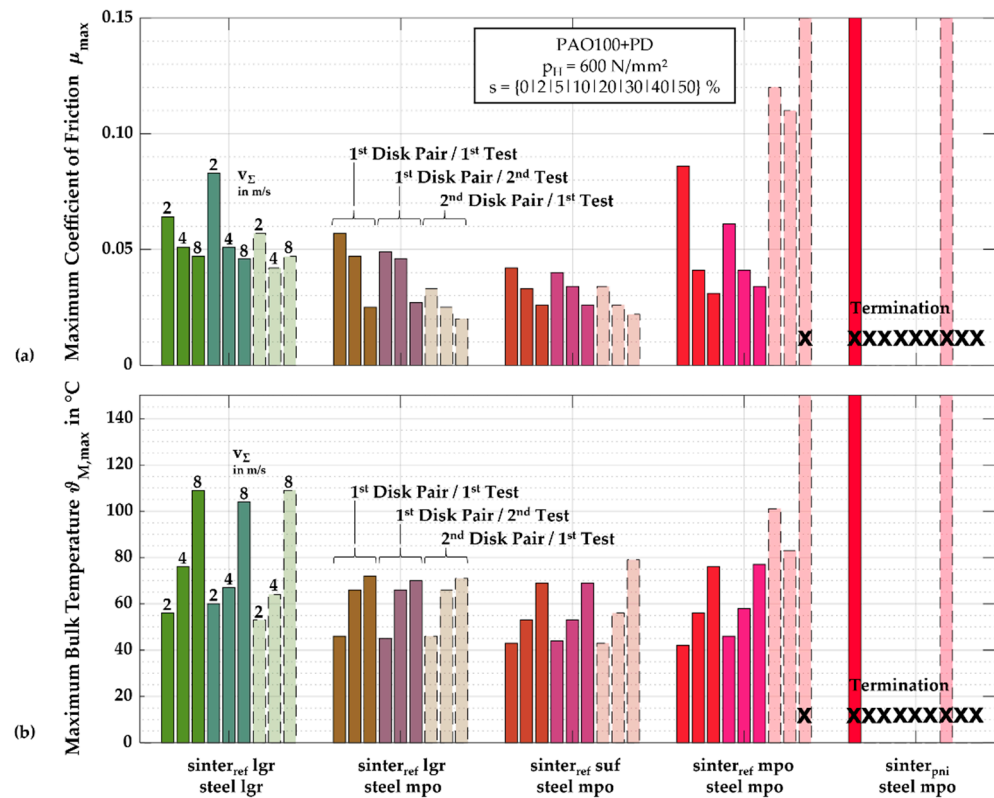 (a)
Maximum Coefficient of Friction μmax
0.15
0.10
0.05
0
PAO100+PD
pH = 600 N/mm²
s = {0|2|5|10|20|30|40|50} %
vΣ
in m/s
2 4 8 2 4 8 2 4 8
1st Disk Pair / 1st Test
1st Disk Pair / 2nd Test
2nd Disk Pair / 1st Test
Termination
X XXXXXXXXX
(b)
Maximum Bulk Temperature ϑM,max in °C
140
120
100
80
60
40
20
0
vΣ
in m/s
2 4 8 2 4 8 2 4 8
1st Disk Pair / 1st Test
1st Disk Pair / 2nd Test
2nd Disk Pair / 1st Test
Termination
X XXXXXXXXX
sinterref lgr
steel lgr
sinterref lgr
steel mpo
sinterref suf
steel mpo
sinterref mpo
steel mpo
sinterpni
steel mpo